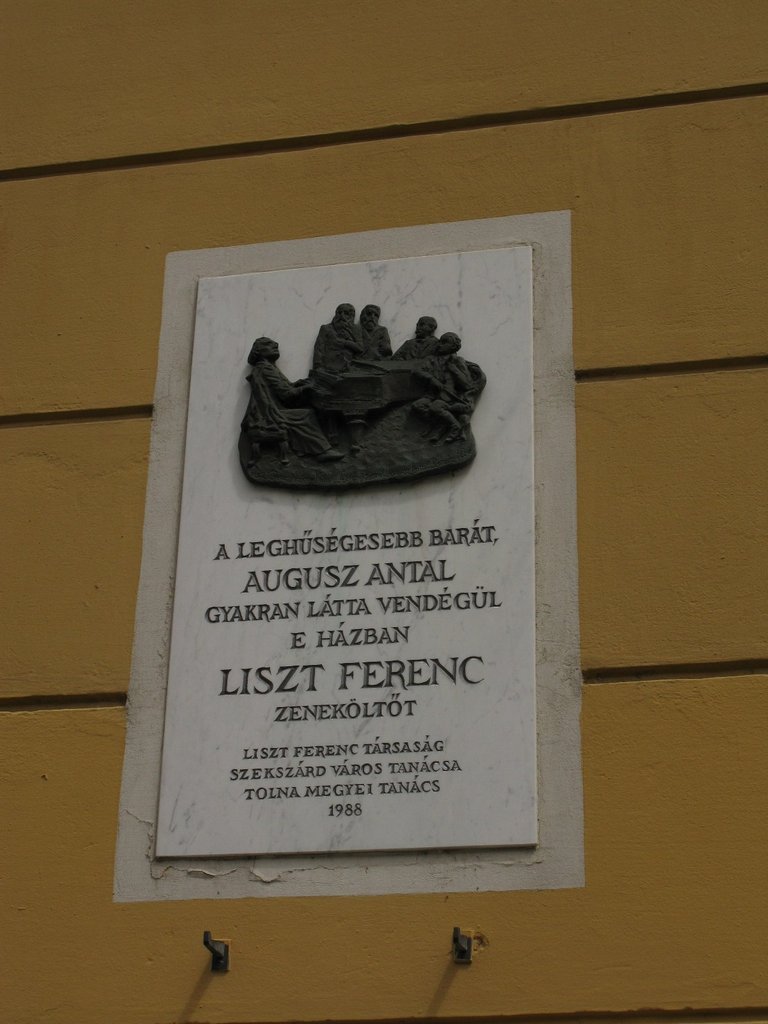 A LEGHŰSÉGESEBB BARÁT,
AUGUSZ ANTAL
GYAKRAN LÁTTA VENDÉGÜL
E HÁZBAN
LISZT FERENC
ZENEKÖLTŐT
LISZT FERENC TÁRSASÁG
SZEKSZÁRD VÁROS TANÁCSA
TOLNA MEGYEI TANÁCS
1988